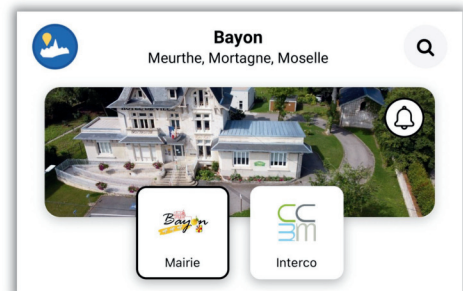 Bayon
Meurthe, Mortagne, Moselle
Bayon
Mairie
CC
3M
Interco